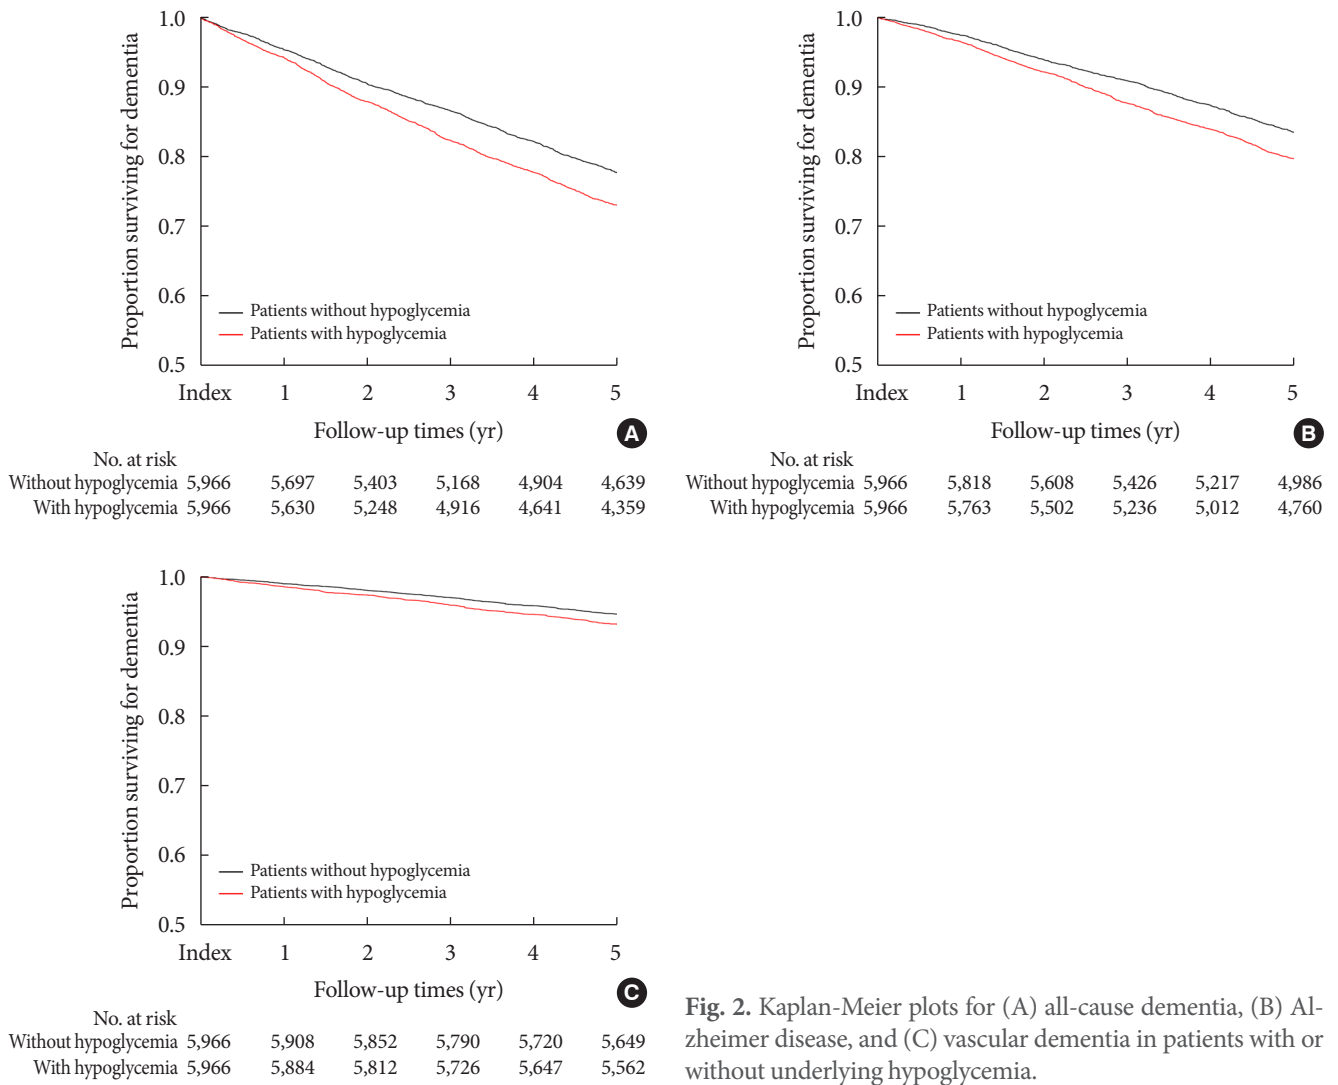 1.0
0.9
0.8
0.7
0.6
0.5
Proportion surviving for dementia
Patients without hypoglycemia
Patients with hypoglycemia
Index 1 2 3 4 5
Follow-up times (yr)
A
No. at risk
Without hypoglycemia 5,966 5,697 5,403 5,168 4,904 4,639
With hypoglycemia 5,966 5,630 5,248 4,916 4,641 4,359
1.0
0.9
0.8
0.7
0.6
0.5
Proportion surviving for dementia
Patients without hypoglycemia
Patients with hypoglycemia
Index 1 2 3 4 5
Follow-up times (yr)
B
No. at risk
Without hypoglycemia 5,966 5,818 5,608 5,426 5,217 4,986
With hypoglycemia 5,966 5,763 5,502 5,236 5,012 4,760
1.0
0.9
0.8
0.7
0.6
0.5
Proportion surviving for dementia
Patients without hypoglycemia
Patients with hypoglycemia
Index 1 2 3 4 5
Follow-up times (yr)
C
No. at risk
Without hypoglycemia 5,966 5,908 5,852 5,790 5,720 5,649
With hypoglycemia 5,966 5,884 5,812 5,726 5,647 5,562
Fig. 2. Kaplan-Meier plots for (A) all-cause dementia, (B) Al-
zheimer disease, and (C) vascular dementia in patients with or
without underlying hypoglycemia.